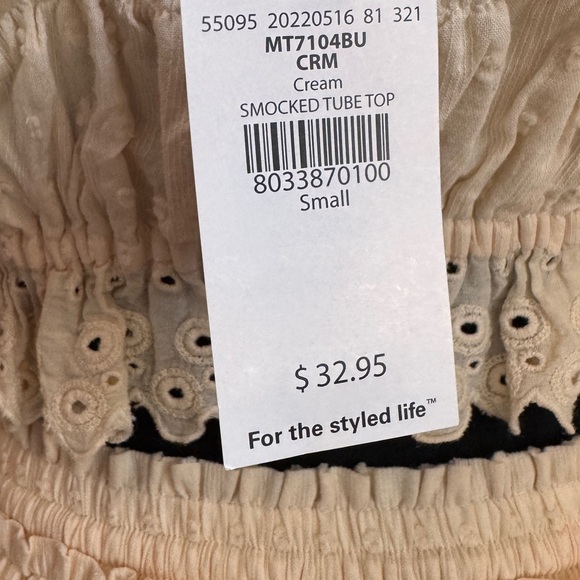 55095 20220516 81 321
MT7104BU
CRM
Cream
SMOCKED TUBE TOP
8033870100
Small
$ 32.95
For the styled life™